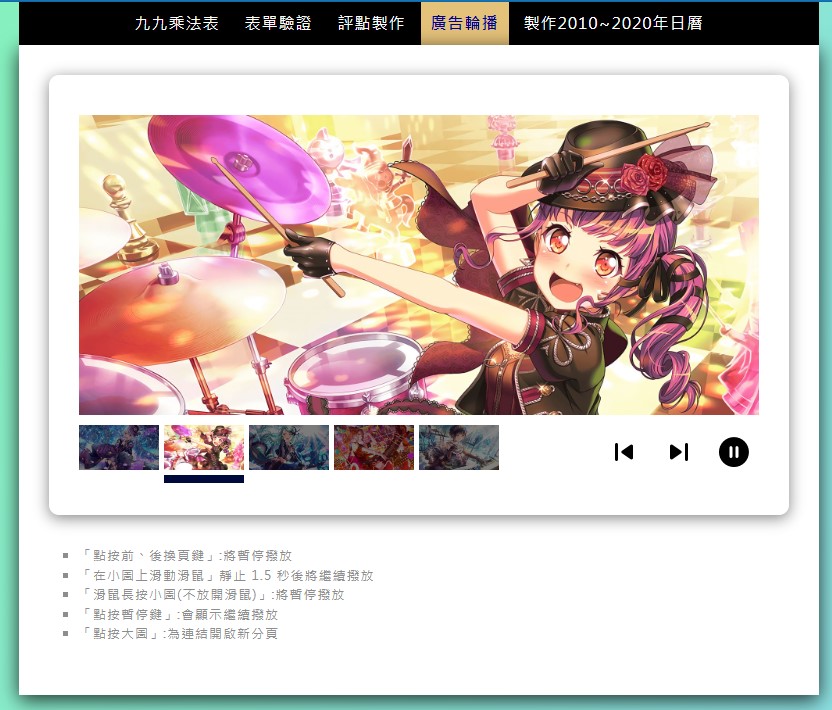 九九乘法表 表單驗證 評點製作 廣告輪播 製作2010~2020年日曆
「點按前、後換頁鍵」:將暫停撥放
「在小圖上滑動滑鼠」靜止 1.5 秒後將繼續撥放
「滑鼠長按小圖(不放開滑鼠)」:將暫停撥放
「點按暫停鍵」:會顯示繼續撥放
「點按大圖」:為連結開啟新分頁